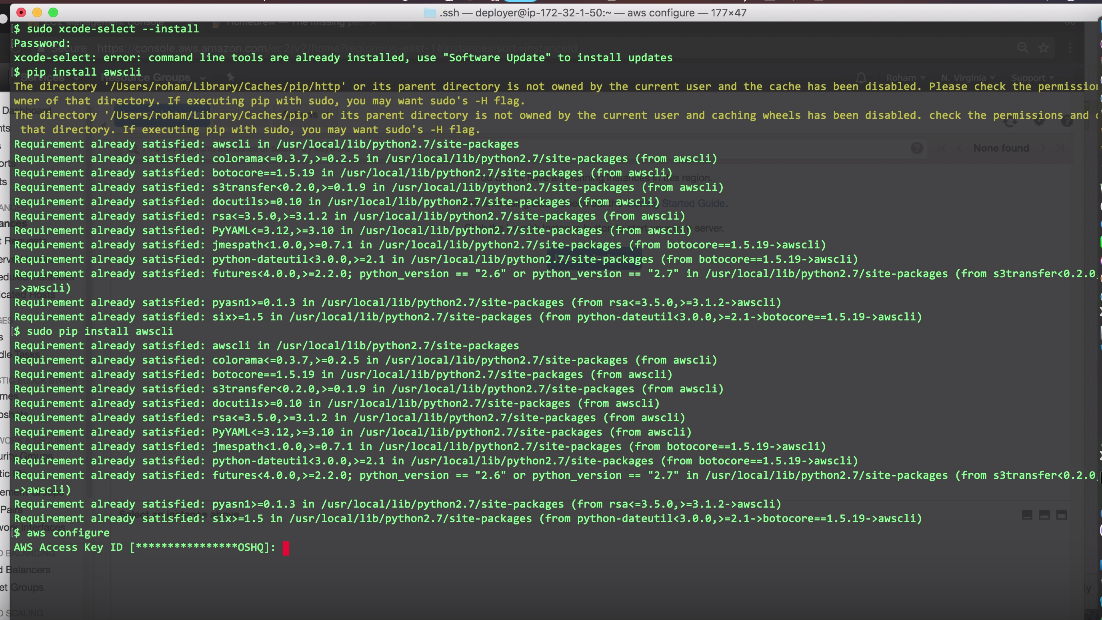 .ssh — deployer@ip-172-32-1-50:~ — aws configure — 177×47
$ sudo xcode-select --install
Password:
xcode-select: error: command line tools are already installed, use "Software Update" to install updates
$ pip install awscli
The directory '/Users/roham/Library/Caches/pip/http' or its parent directory is not owned by the current user and the cache has been disabled. Please check the permissio
wner of that directory. If executing pip with sudo, you may want sudo's -H flag.
The directory '/Users/roham/Library/Caches/pip' or its parent directory is not owned by the current user and caching wheels has been disabled. check the permissions and
that directory. If executing pip with sudo, you may want sudo's -H flag.
Requirement already satisfied: awscli in /usr/local/lib/python2.7/site-packages
Requirement already satisfied: colorama<=0.3.7,>=0.2.5 in /usr/local/lib/python2.7/site-packages (from awscli)
Requirement already satisfied: botocore==1.5.19 in /usr/local/lib/python2.7/site-packages (from awscli)
Requirement already satisfied: s3transfer<0.2.0,>=0.1.9 in /usr/local/lib/python2.7/site-packages (from awscli)
Requirement already satisfied: docutils>=0.10 in /usr/local/lib/python2.7/site-packages (from awscli)
Requirement already satisfied: rsa<=3.5.0,>=3.1.2 in /usr/local/lib/python2.7/site-packages (from awscli)
Requirement already satisfied: PyYAML<=3.12,>=3.10 in /usr/local/lib/python2.7/site-packages (from awscli)
Requirement already satisfied: jmespath<1.0.0,>=0.7.1 in /usr/local/lib/python2.7/site-packages (from botocore==1.5.19->awscli)
Requirement already satisfied: python-dateutil<3.0.0,>=2.1 in /usr/local/lib/python2.7/site-packages (from botocore==1.5.19->awscli)
Requirement already satisfied: futures<4.0.0,>=2.2.0; python_version == "2.6" or python_version == "2.7" in /usr/local/lib/python2.7/site-packages (from s3transfer<0.2.0
->awscli)
Requirement already satisfied: pyasn1>=0.1.3 in /usr/local/lib/python2.7/site-packages (from rsa<=3.5.0,>=3.1.2->awscli)
Requirement already satisfied: six>=1.5 in /usr/local/lib/python2.7/site-packages (from python-dateutil<3.0.0,>=2.1->botocore==1.5.19->awscli)
$ sudo pip install awscli
Requirement already satisfied: awscli in /usr/local/lib/python2.7/site-packages
Requirement already satisfied: colorama<=0.3.7,>=0.2.5 in /usr/local/lib/python2.7/site-packages (from awscli)
Requirement already satisfied: botocore==1.5.19 in /usr/local/lib/python2.7/site-packages (from awscli)
Requirement already satisfied: s3transfer<0.2.0,>=0.1.9 in /usr/local/lib/python2.7/site-packages (from awscli)
Requirement already satisfied: docutils>=0.10 in /usr/local/lib/python2.7/site-packages (from awscli)
Requirement already satisfied: rsa<=3.5.0,>=3.1.2 in /usr/local/lib/python2.7/site-packages (from awscli)
Requirement already satisfied: PyYAML<=3.12,>=3.10 in /usr/local/lib/python2.7/site-packages (from awscli)
Requirement already satisfied: jmespath<1.0.0,>=0.7.1 in /usr/local/lib/python2.7/site-packages (from botocore==1.5.19->awscli)
Requirement already satisfied: python-dateutil<3.0.0,>=2.1 in /usr/local/lib/python2.7/site-packages (from botocore==1.5.19->awscli)
Requirement already satisfied: futures<4.0.0,>=2.2.0; python_version == "2.6" or python_version == "2.7" in /usr/local/lib/python2.7/site-packages (from s3transfer<0.2.0
->awscli)
Requirement already satisfied: pyasn1>=0.1.3 in /usr/local/lib/python2.7/site-packages (from rsa<=3.5.0,>=3.1.2->awscli)
Requirement already satisfied: six>=1.5 in /usr/local/lib/python2.7/site-packages (from python-dateutil<3.0.0,>=2.1->botocore==1.5.19->awscli)
$ aws configure
AWS Access Key ID [****************OSHQ]:
None found